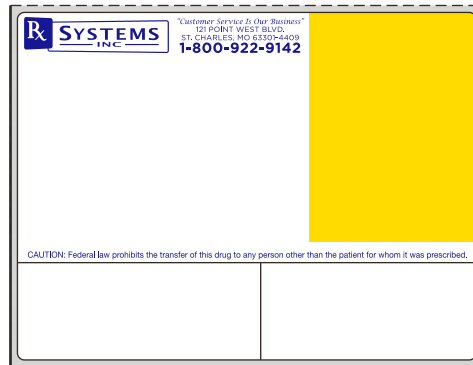 Rx SYSTEMS
INC
"Customer Service Is Our Business"
121 POINT WEST BLVD.
ST. CHARLES, MO 63301-4409
1-800-922-9142
CAUTION: Federal law prohibits the transfer of this drug to any person other than the patient for whom it was prescribed.